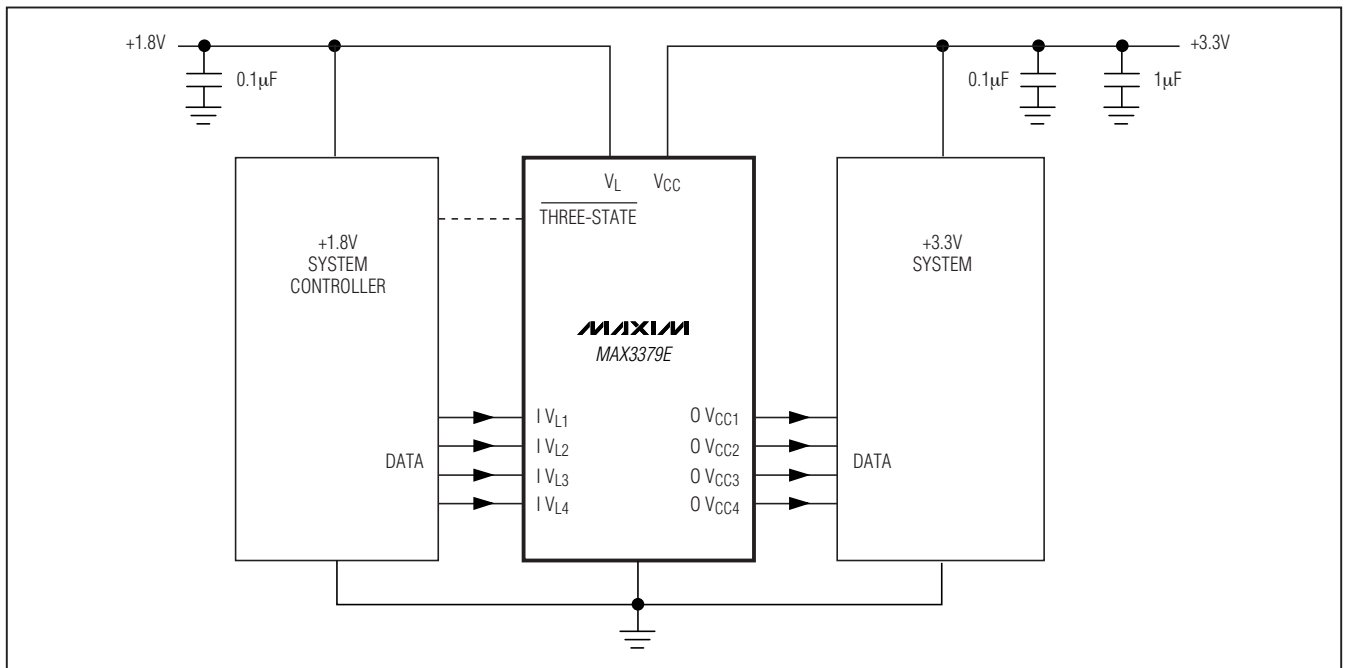 +1.8V
0.1µF
0.1µF
1µF
+3.3V
VL
VCC
THREE-STATE
+1.8V
SYSTEM
CONTROLLER
+3.3V
SYSTEM
MAXIM
MAX3379E
DATA
I VL1
I VL2
I VL3
I VL4
O VCC1
O VCC2
O VCC3
O VCC4
DATA